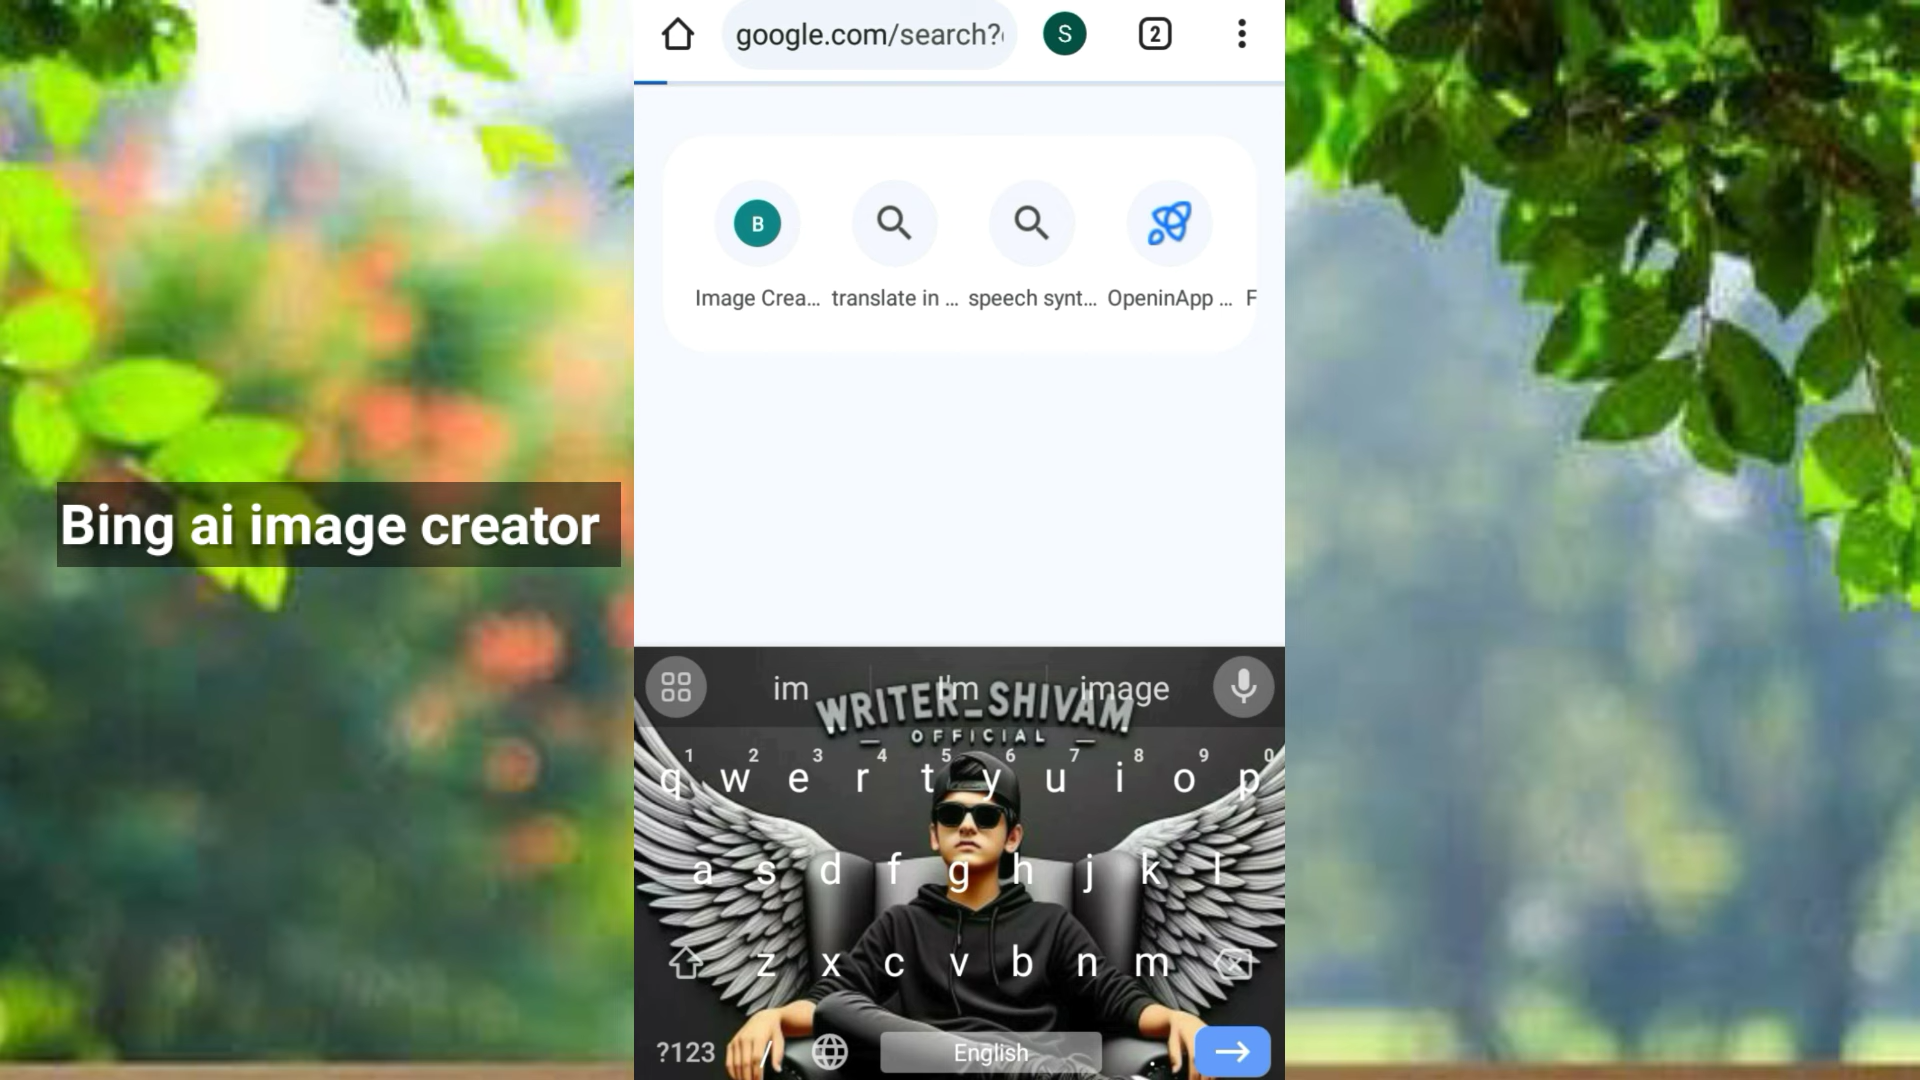 google.com/search?
S
2
B
Image Crea... translate in ... speech synt... OpeninApp ... F
Bing ai image creator
im I'm image
WRITER_SHIVAM
OFFICIAL
1 2 3 4 5 6 7 8 9 0
q w e r t y u i o p
a s d f g h j k l
z x c v b n m
?123 / English .